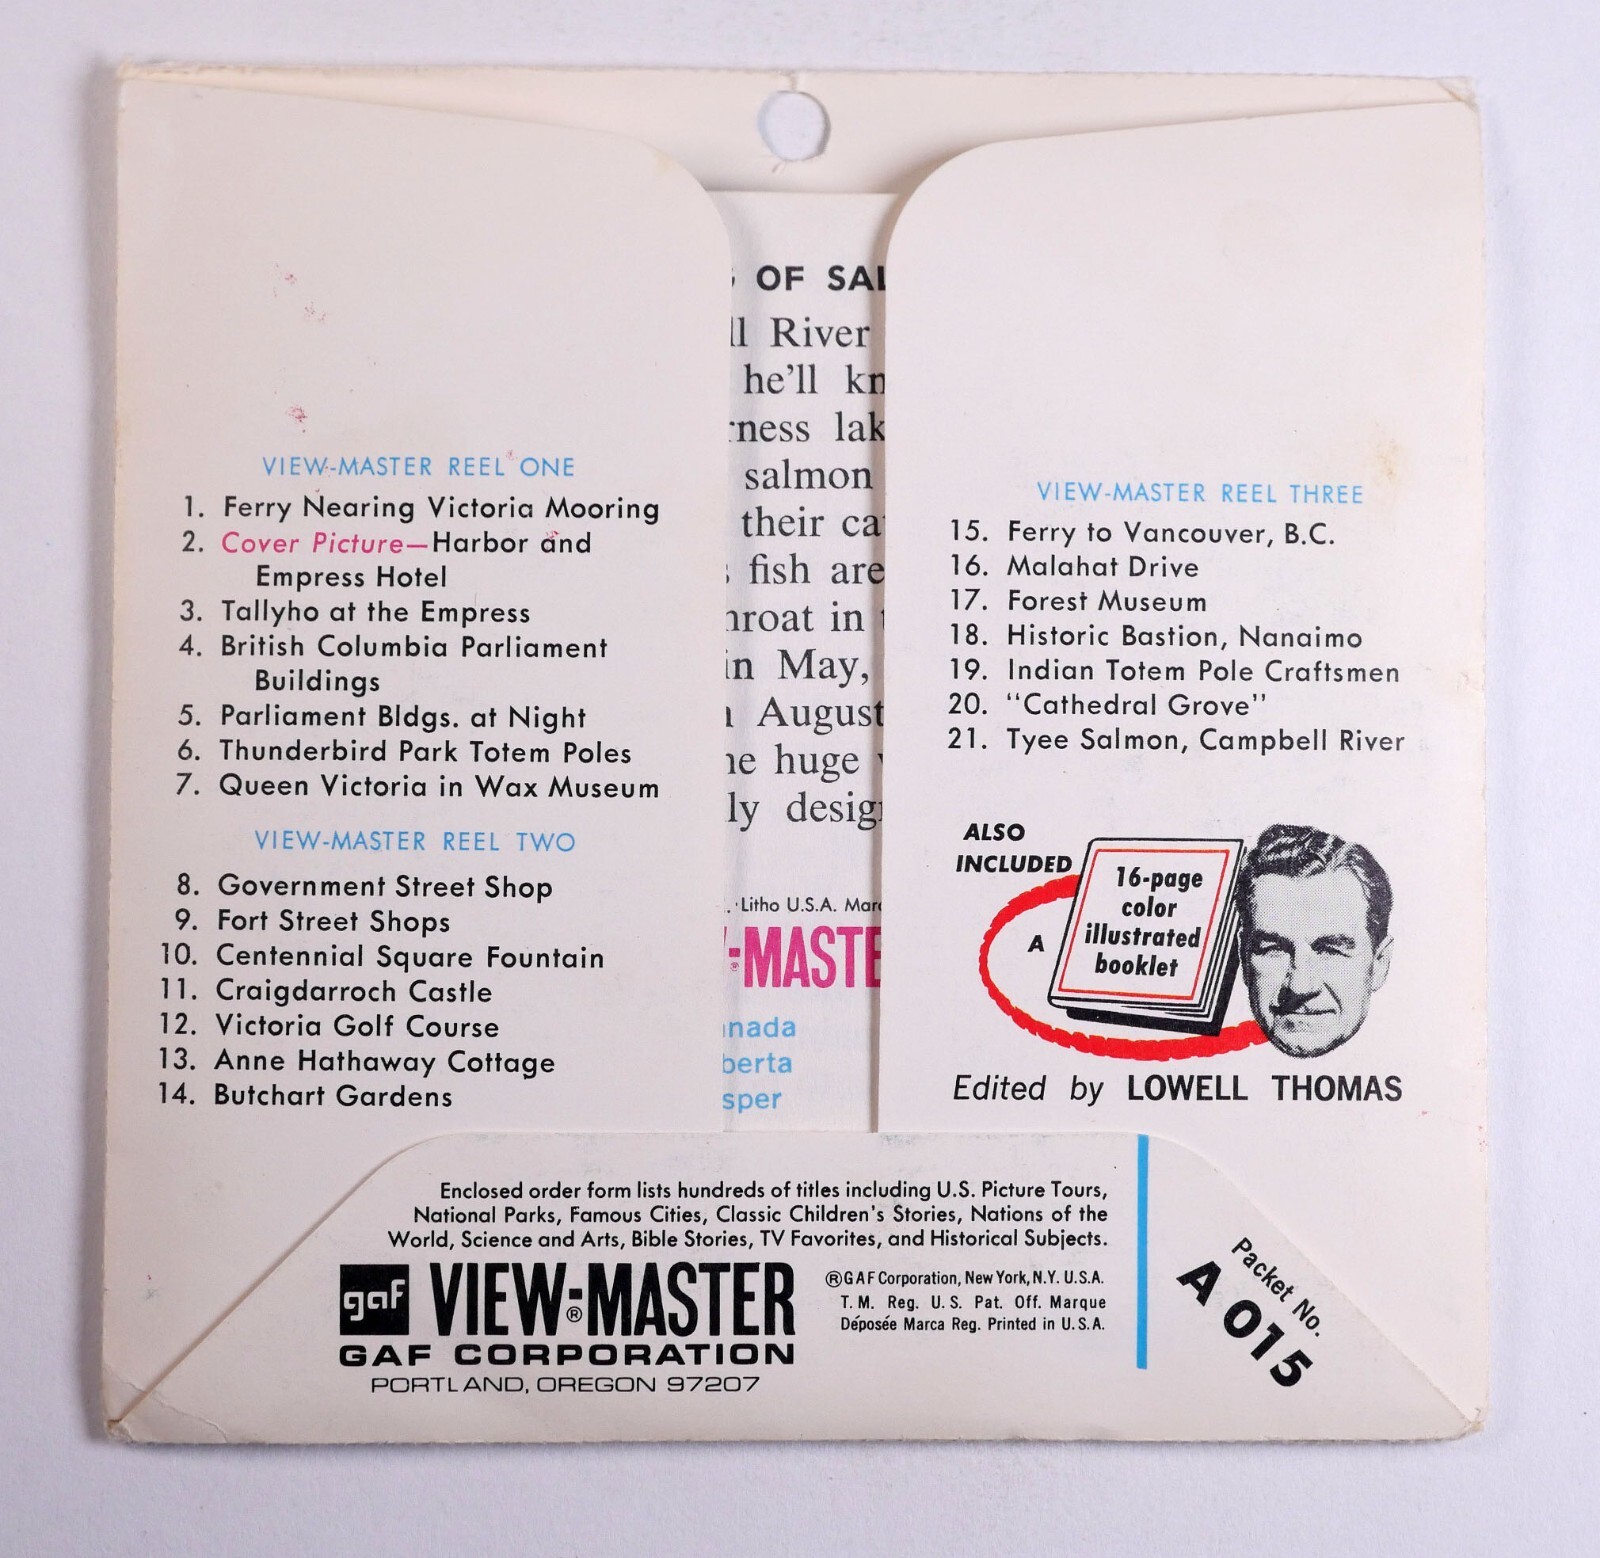 VIEW-MASTER REEL ONE
1. Ferry Nearing Victoria Mooring
2. Cover Picture—Harbor and
Empress Hotel
3. Tallyho at the Empress
4. British Columbia Parliament
Buildings
5. Parliament Bldgs. at Night
6. Thunderbird Park Totem Poles
7. Queen Victoria in Wax Museum
VIEW-MASTER REEL TWO
8. Government Street Shop
9. Fort Street Shops
10. Centennial Square Fountain
11. Craigdarroch Castle
12. Victoria Golf Course
13. Anne Hathaway Cottage
14. Butchart Gardens
OF SAL
ll River
he'll kn
rness lak
salmon
their ca
fish are
hroat in
in May,
August
he huge
ly desig
Litho U.S.A. Marc
-MASTE
nada
berta
sper
VIEW-MASTER REEL THREE
15. Ferry to Vancouver, B.C.
16. Malahat Drive
17. Forest Museum
18. Historic Bastion, Nanaimo
19. Indian Totem Pole Craftsmen
20. "Cathedral Grove"
21. Tyee Salmon, Campbell River
ALSO
INCLUDED
A
16-page
color
illustrated
booklet
Edited by LOWELL THOMAS
Enclosed order form lists hundreds of titles including U.S. Picture Tours,
National Parks, Famous Cities, Classic Children's Stories, Nations of the
World, Science and Arts, Bible Stories, TV Favorites, and Historical Subjects.
gaf VIEW-MASTER®
GAF CORPORATION
PORTLAND, OREGON 97207
®GAF Corporation, New York, N.Y. U.S.A.
T.M. Reg. U.S. Pat. Off. Marque
Déposée Marca Reg. Printed in U.S.A.
Packet No.
A 015